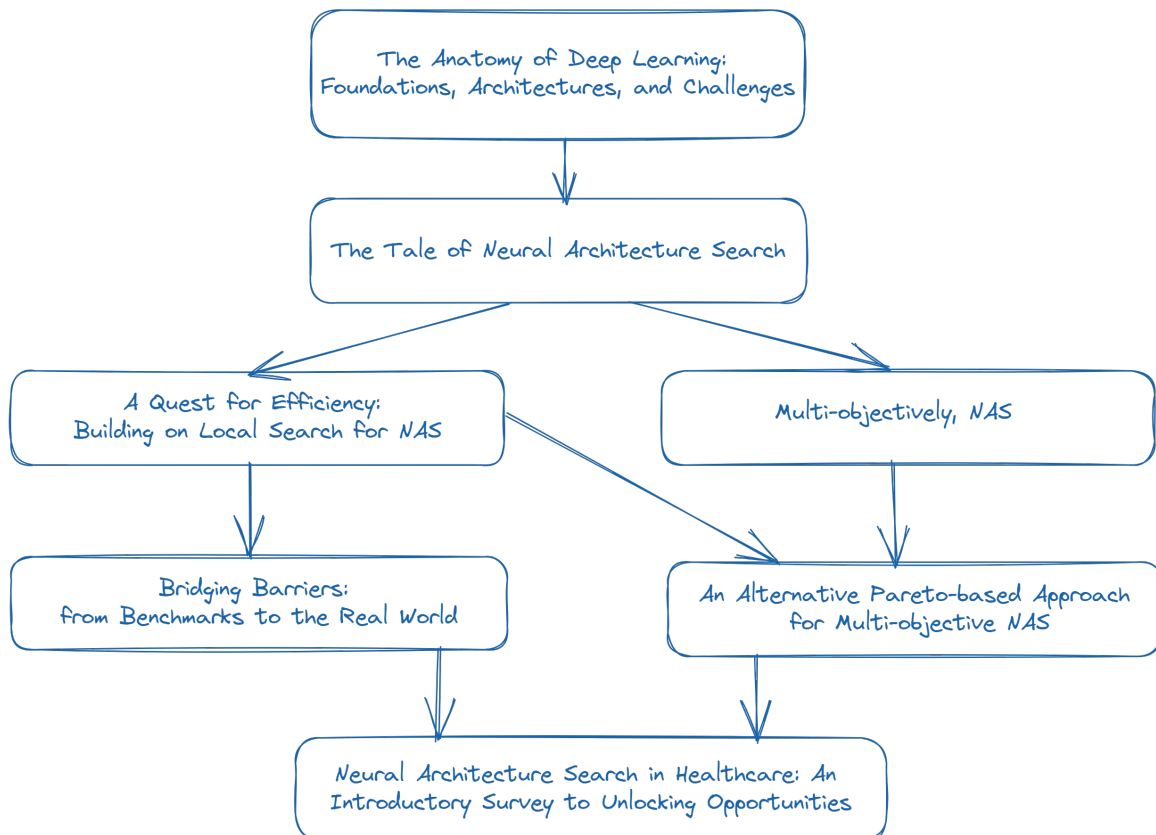 The Anatomy of Deep Learning:
Foundations, Architectures, and Challenges
The Tale of Neural Architecture Search
A Quest for Efficiency:
Building on Local Search for NAS
Multi-objectively, NAS
Bridging Barriers:
from Benchmarks to the Real World
An Alternative Pareto-based Approach
for Multi-objective NAS
Neural Architecture Search in Healthcare: An
Introductory Survey to Unlocking Opportunities